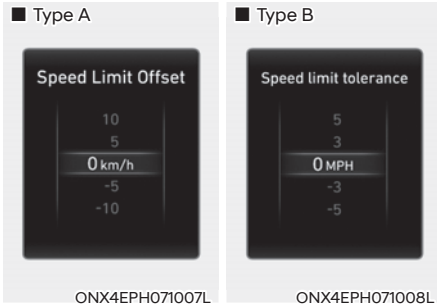 ■ Type A
Speed Limit Offset
10
5
0 km/h
-5
-10
ONX4EPH071007L
■ Type B
Speed limit tolerance
5
3
0 MPH
-3
-5
ONX4EPH071008L